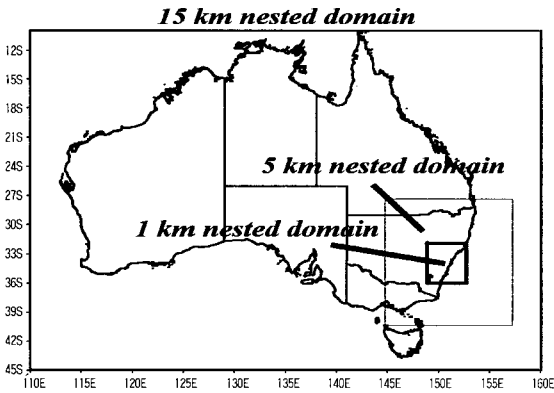 15 km nested domain
12S
15S
18S
21S
24S
5 km nested domain
27S
30S
1 km nested domain
33S
36S
39S
42S
45S
110E 115E 120E 125E 130E 135E 140E 145E 150E 155E 160E